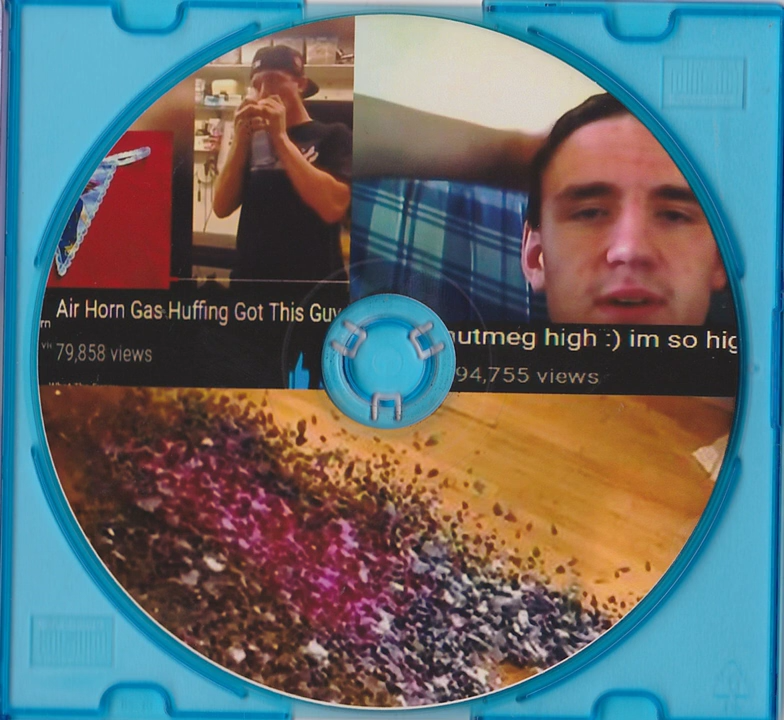 Air Horn Gas Huffing Got This Guy
79,858 views
nutmeg high :) im so hig
94,755 views